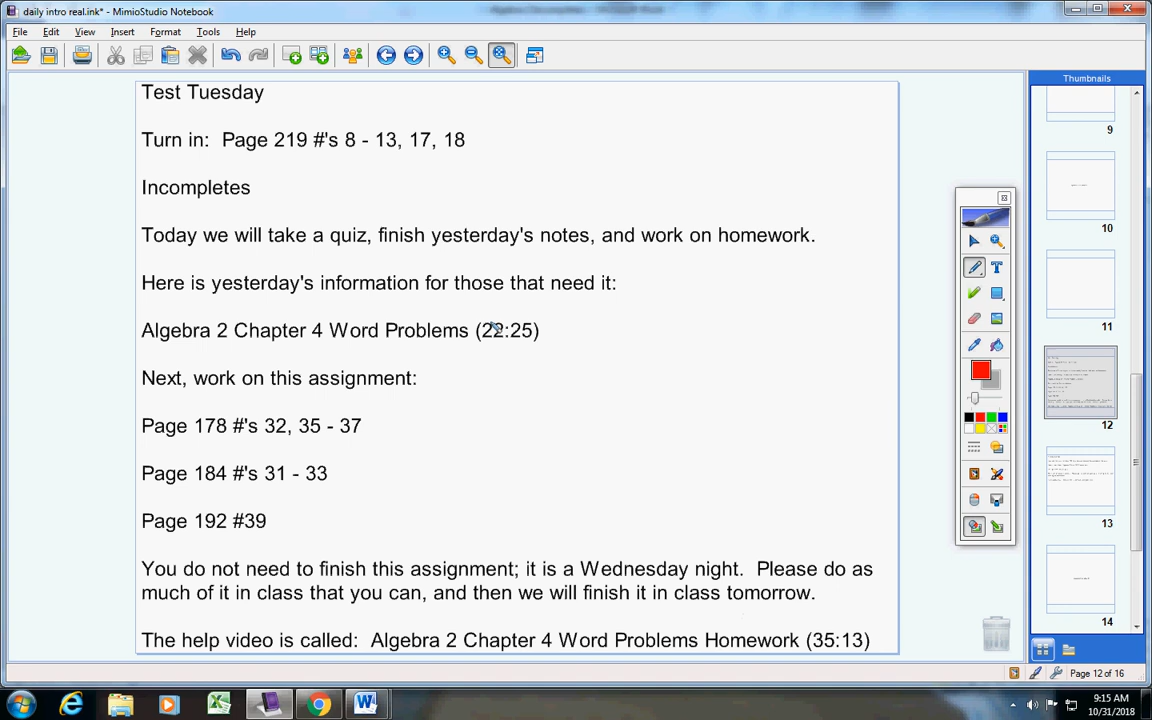 daily intro real.ink* - MimioStudio Notebook
File Edit View Insert Format Tools Help
Test Tuesday
Turn in: Page 219 #'s 8 - 13, 17, 18
Incompletes
Today we will take a quiz, finish yesterday's notes, and work on homework.
Here is yesterday's information for those that need it:
Algebra 2 Chapter 4 Word Problems (22:25)
Next, work on this assignment:
Page 178 #'s 32, 35 - 37
Page 184 #'s 31 - 33
Page 192 #39
You do not need to finish this assignment; it is a Wednesday night. Please do as
much of it in class that you can, and then we will finish it in class tomorrow.
The help video is called: Algebra 2 Chapter 4 Word Problems Homework (35:13)
Thumbnails
9
10
11
12
13
14
Page 12 of 16
9:15 AM
10/31/2018